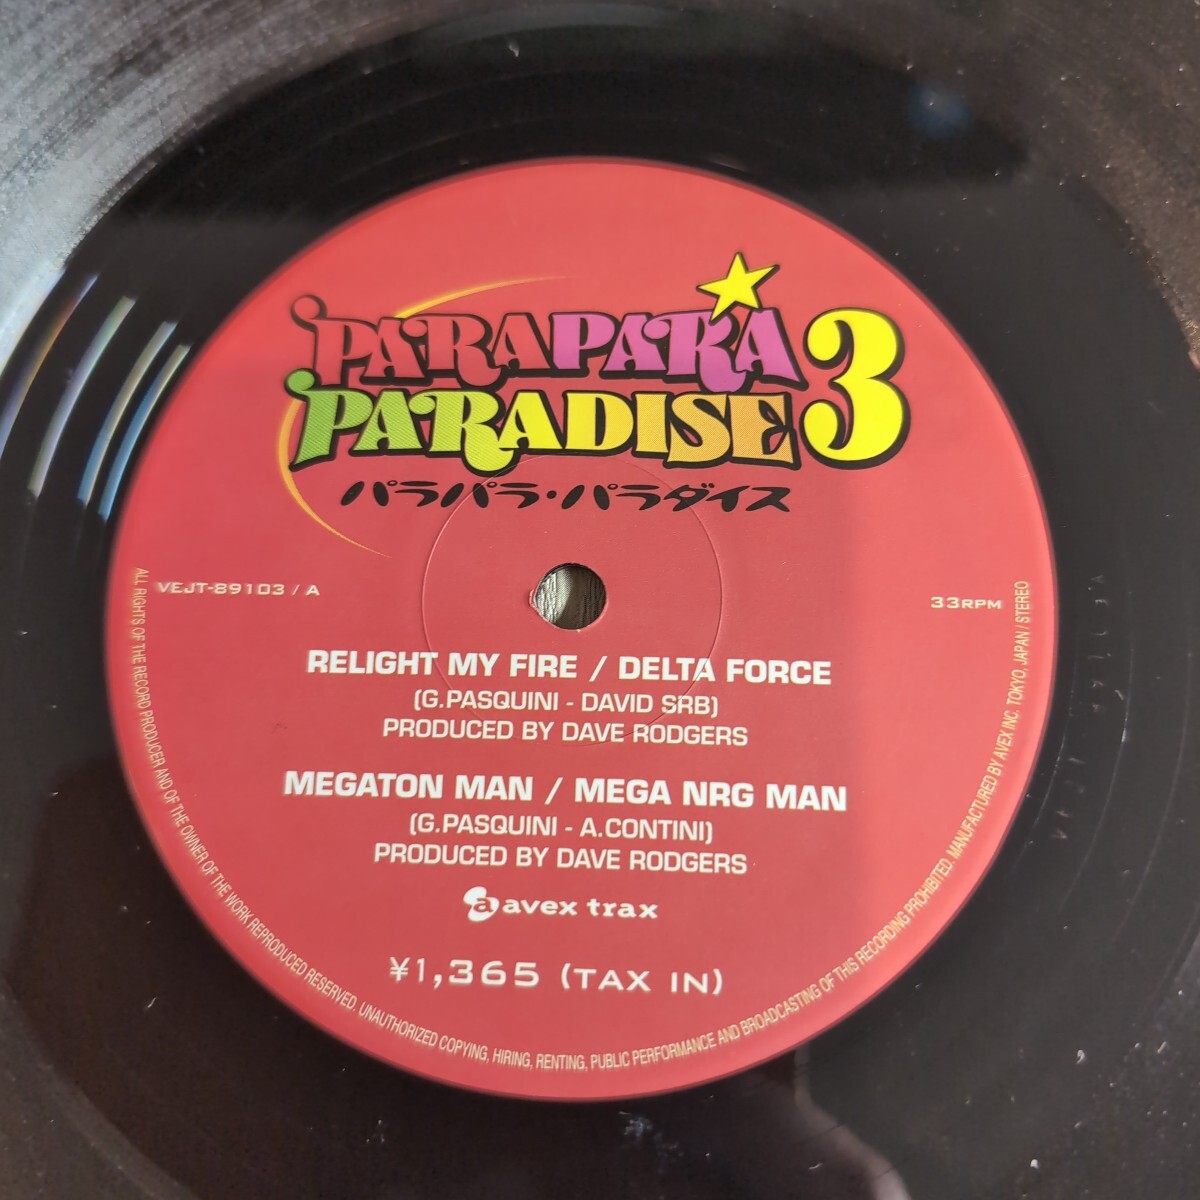 PARAPARA
PARADISE 3
パラパラ・パラダイス
VEJT-89103 / A
33RPM
RELIGHT MY FIRE / DELTA FORCE
(G.PASQUINI - DAVID SRB)
PRODUCED BY DAVE RODGERS
MEGATON MAN / MEGA NRG MAN
(G.PASQUINI - A.CONTINI)
PRODUCED BY DAVE RODGERS
a avex trax
¥1,365 (TAX IN)
ALL RIGHTS OF THE RECORD PRODUCER AND OF THE OWNER OF THE WORK REPRODUCED RESERVED. UNAUTHORIZED COPYING, HIRING, RENTING, PUBLIC PERFORMANCE AND BROADCASTING OF THIS RECORDING PROHIBITED. MANUFACTURED BY AVEX INC. TOKYO, JAPAN / STEREO